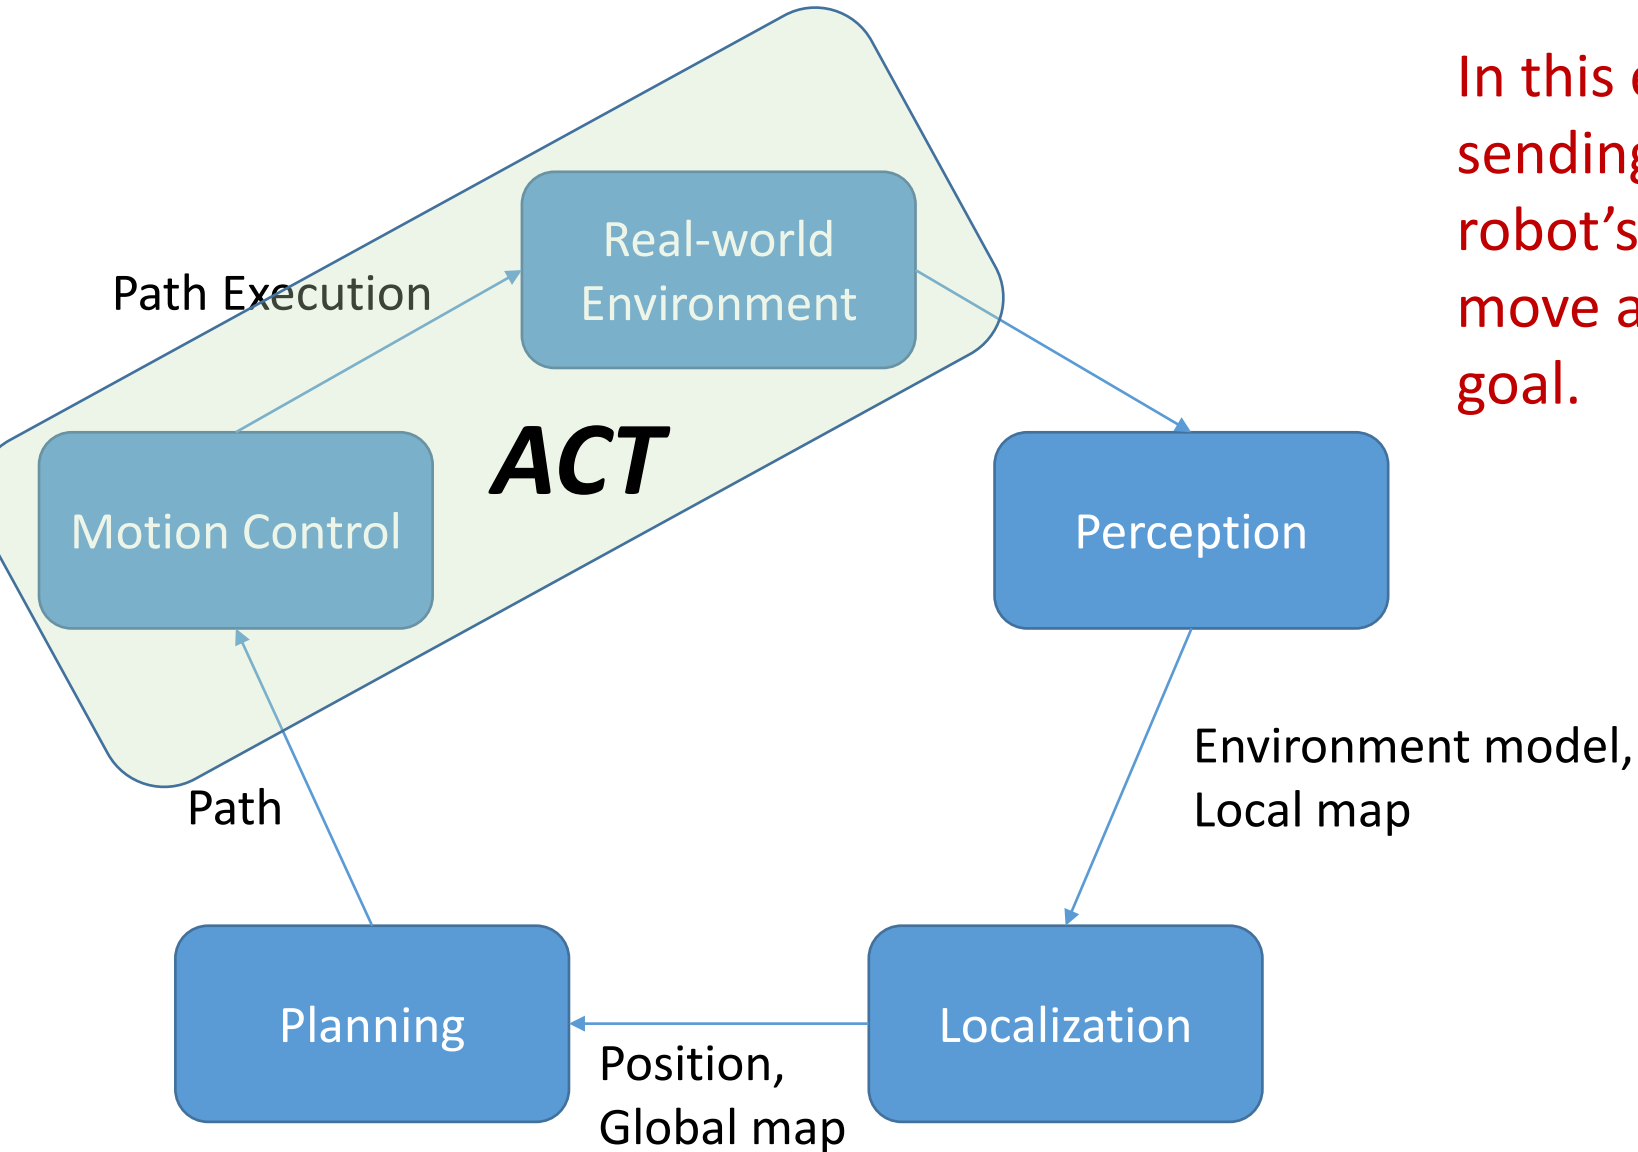 Real-world
Environment
Path Execution
ACT
Motion Control
Perception
In this
sending
robot’s
move a
goal.
Environment model,
Local map
Path
Planning
Localization
Position,
Global map